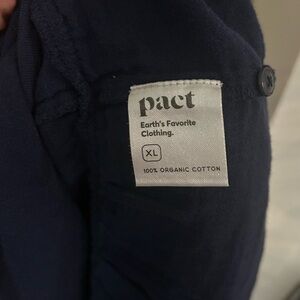 pact
Earth's Favorite
Clothing.
XL
100% ORGANIC COTTON